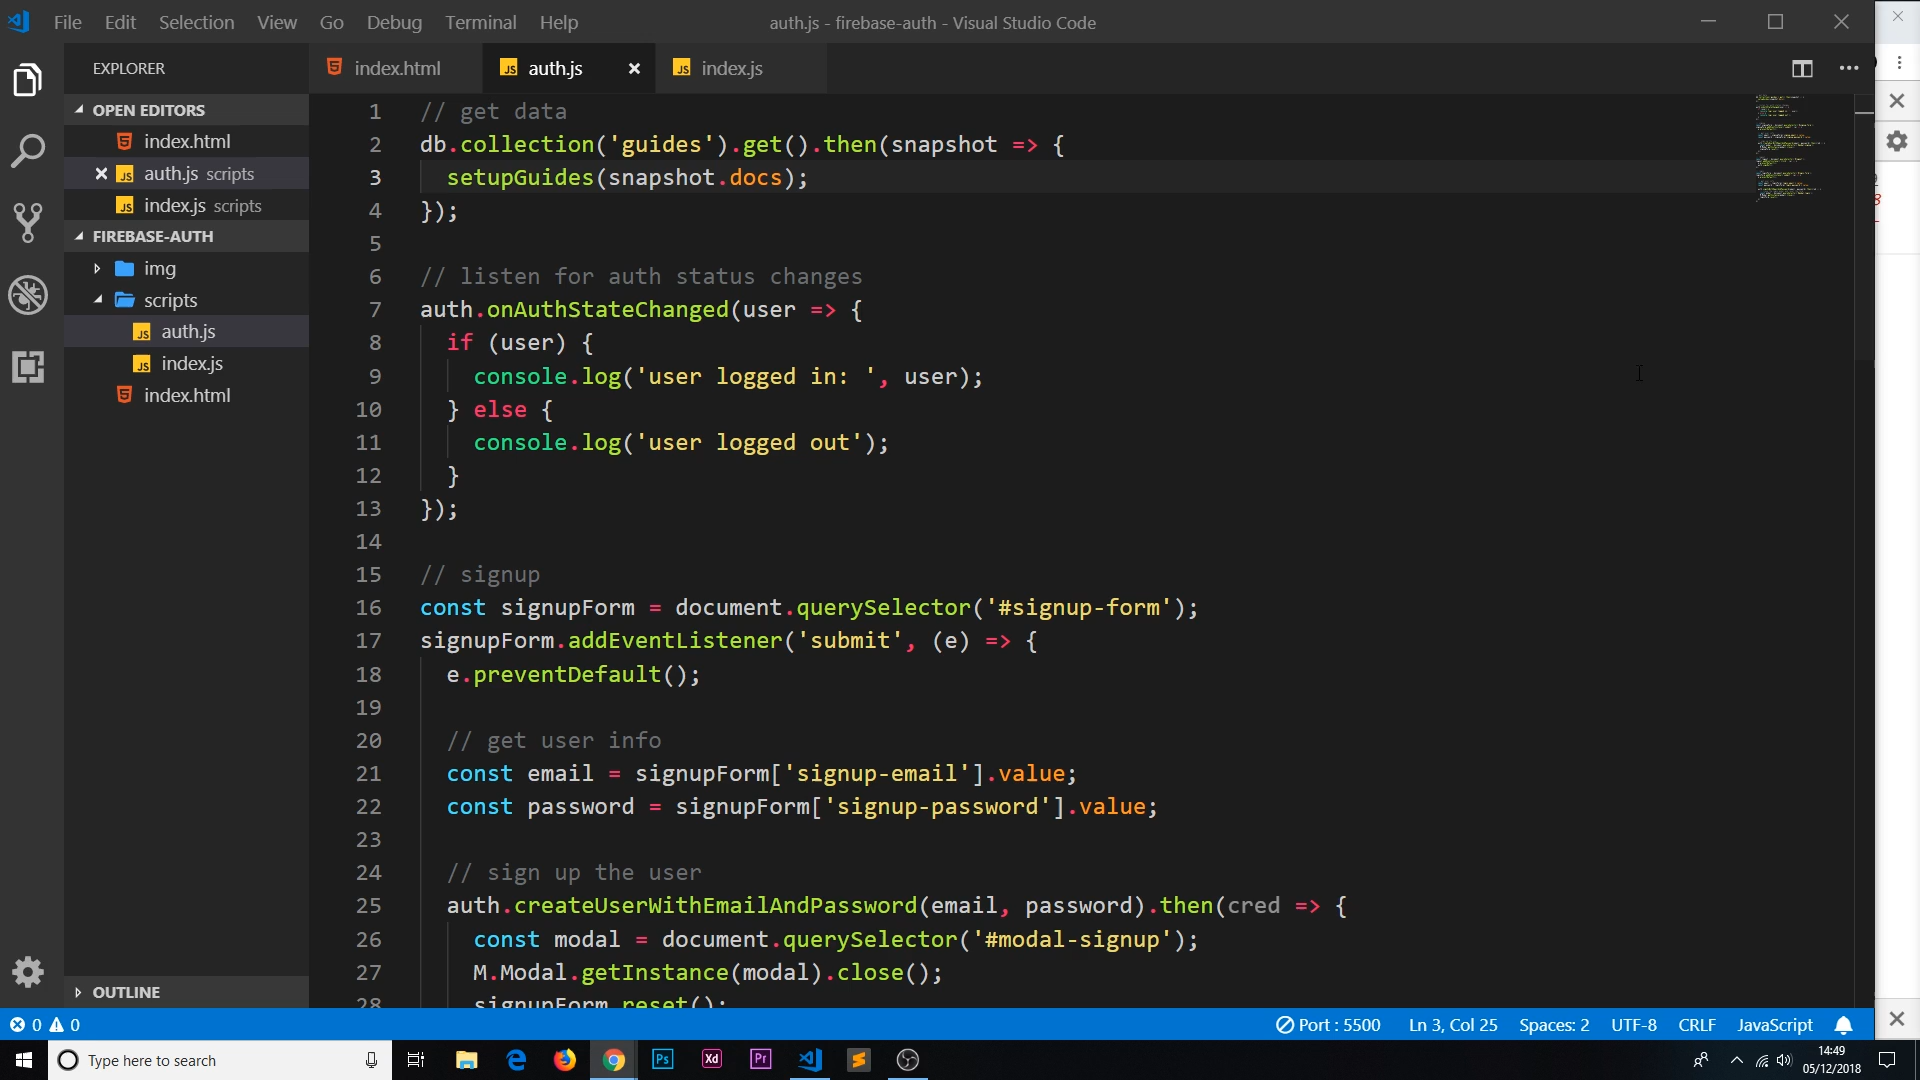 File Edit Selection View Go Debug Terminal Help
auth.js - firebase-auth - Visual Studio Code
EXPLORER
OPEN EDITORS
index.html
auth.js scripts
index.js scripts
FIREBASE-AUTH
img
scripts
auth.js
index.js
index.html
OUTLINE
index.html
auth.js
index.js
1 // get data
2 db.collection('guides').get().then(snapshot => {
3 setupGuides(snapshot.docs);
4 });
5
6 // listen for auth status changes
7 auth.onAuthStateChanged(user => {
8 if (user) {
9 console.log('user logged in: ', user);
10 } else {
11 console.log('user logged out');
12 }
13 });
14
15 // signup
16 const signupForm = document.querySelector('#signup-form');
17 signupForm.addEventListener('submit', (e) => {
18 e.preventDefault();
19
20 // get user info
21 const email = signupForm['signup-email'].value;
22 const password = signupForm['signup-password'].value;
23
24 // sign up the user
25 auth.createUserWithEmailAndPassword(email, password).then(cred => {
26 const modal = document.querySelector('#modal-signup');
27 M.Modal.getInstance(modal).close();
28 signupForm.reset();
0 0
Port : 5500 Ln 3, Col 25 Spaces: 2 UTF-8 CRLF JavaScript
Type here to search
Ps Xd Pr
14:49
05/12/2018